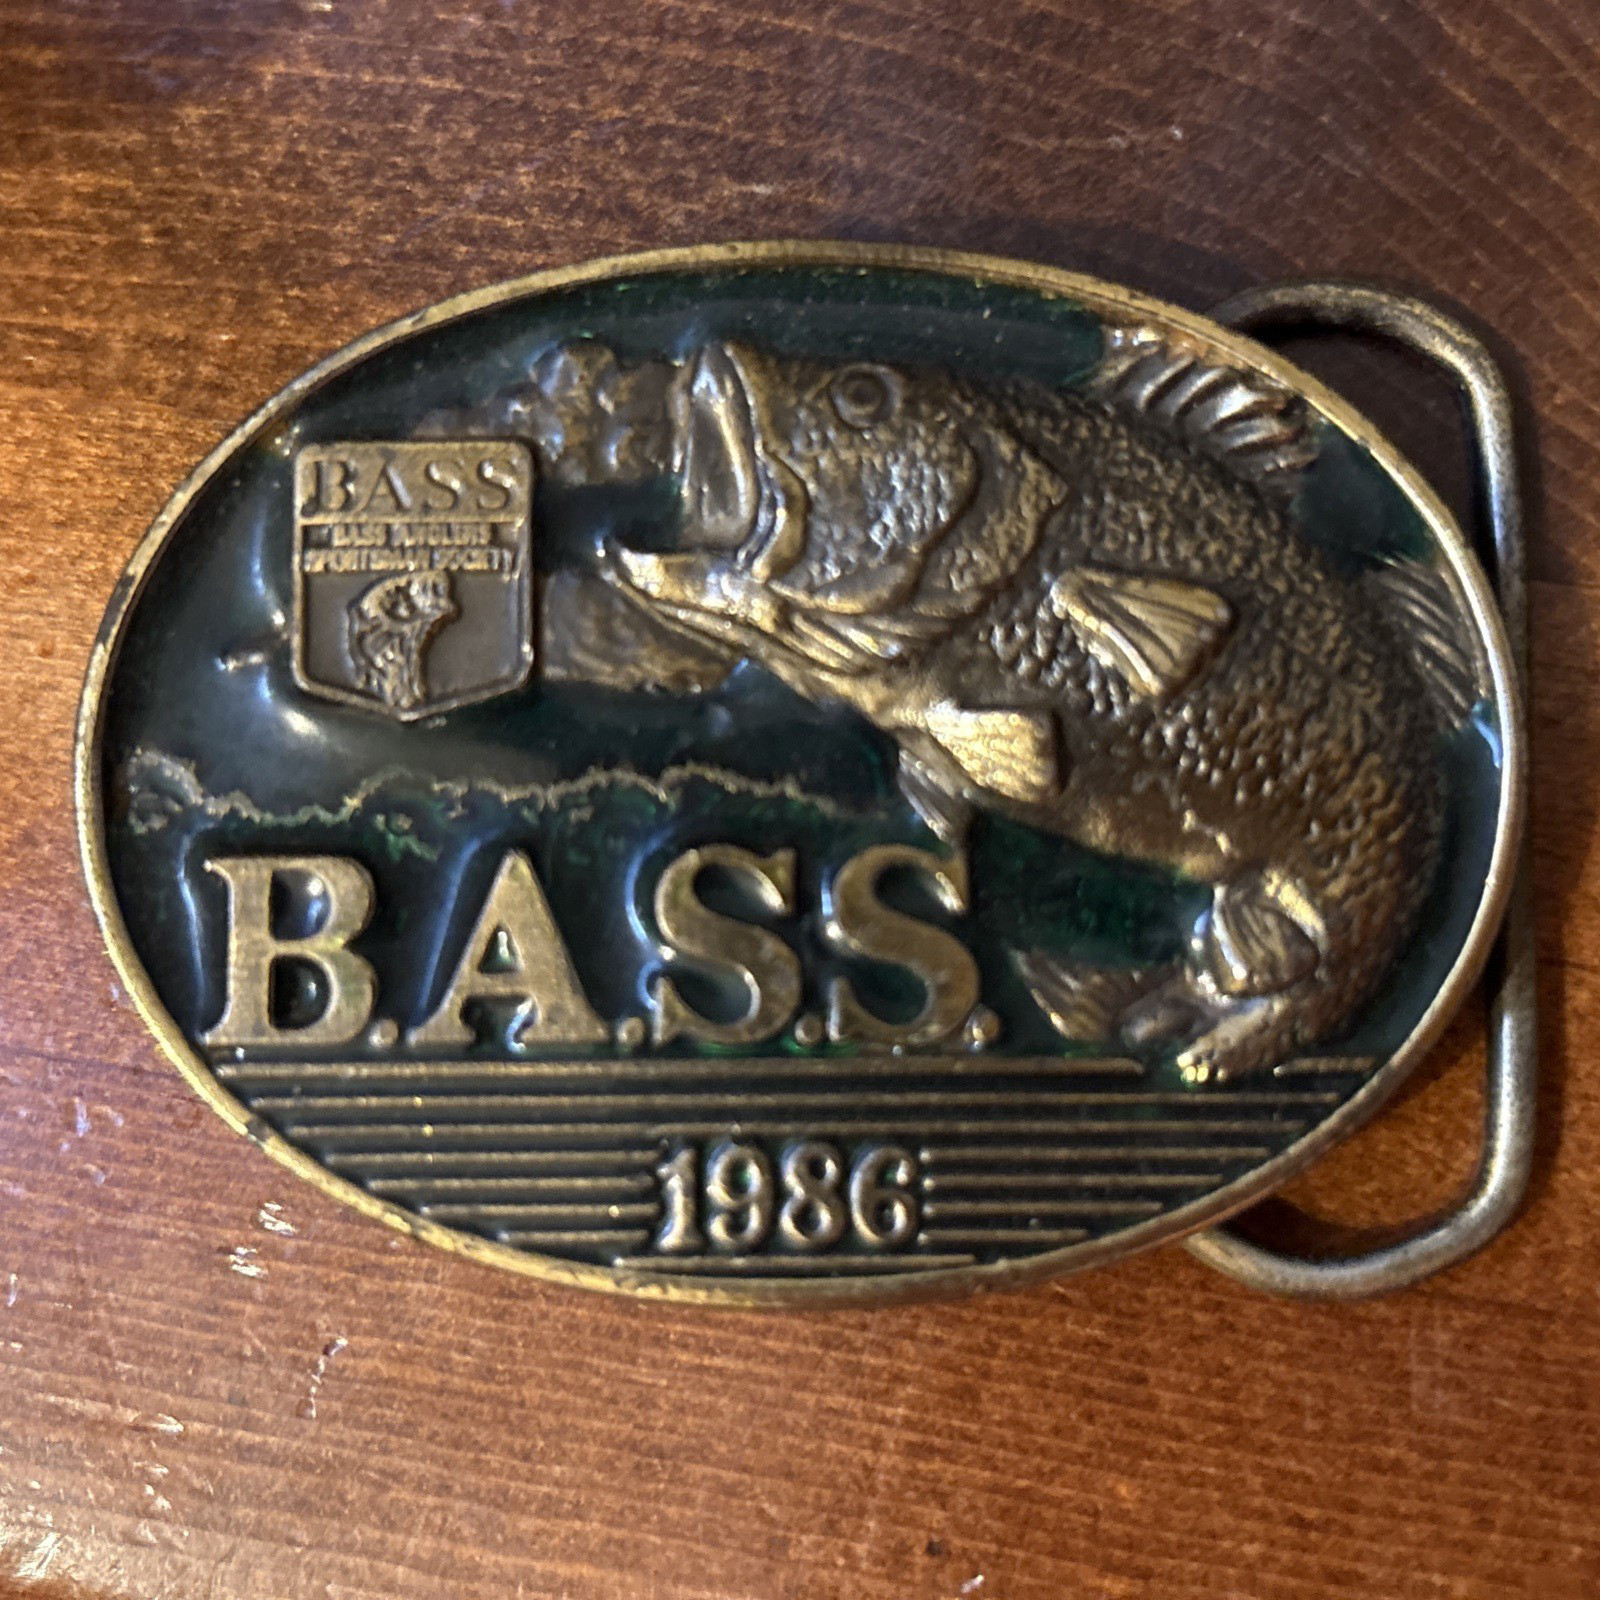 BASS
BASS ANGLERS
SPORTSMAN SOCIETY
B.A.S.S.
1986